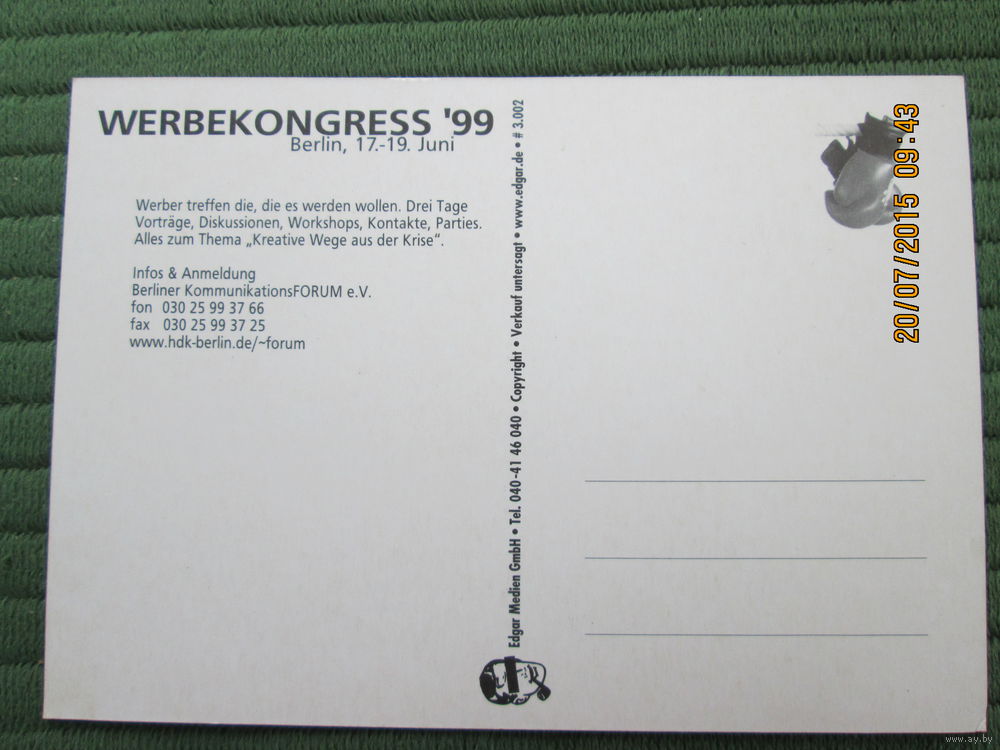 WERBEKONGRESS '99
Berlin, 17.-19. Juni
Werber treffen die, die es werden wollen. Drei Tage
Vorträge, Diskussionen, Workshops, Kontakte, Parties.
Alles zum Thema „Kreative Wege aus der Krise“.
Infos & Anmeldung
Berliner KommunikationsFORUM e.V.
fon 030 25 99 37 66
fax 030 25 99 37 25
www.hdk-berlin.de/~forum
Edgar Medien GmbH • Tel. 040-41 46 040 • Copyright • Verkauf untersagt • www.edgar.de • # 3.002
20/07/2015 09:43
www.ay.by